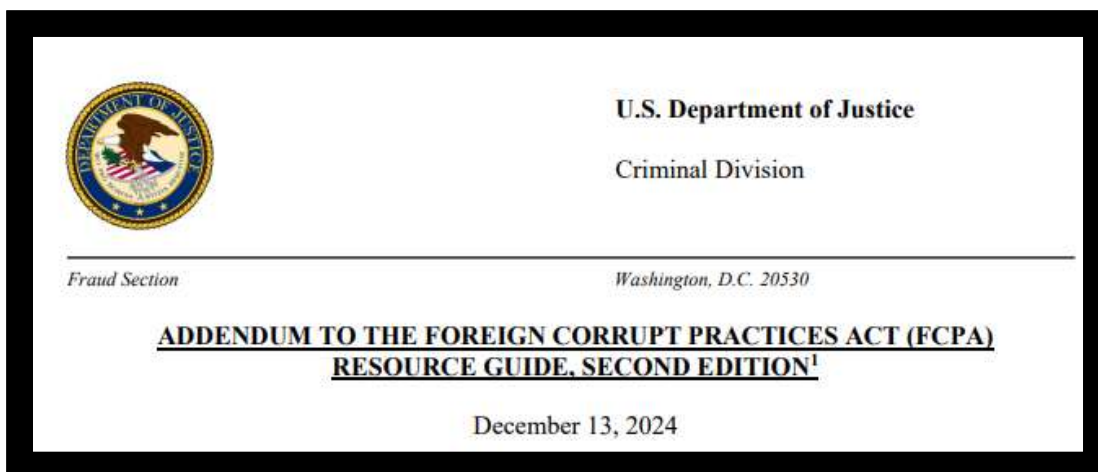 U.S. Department of Justice
Criminal Division
Fraud Section
Washington, D.C. 20530
ADDENDUM TO THE FOREIGN CORRUPT PRACTICES ACT (FCPA)
RESOURCE GUIDE, SECOND EDITION¹
December 13, 2024